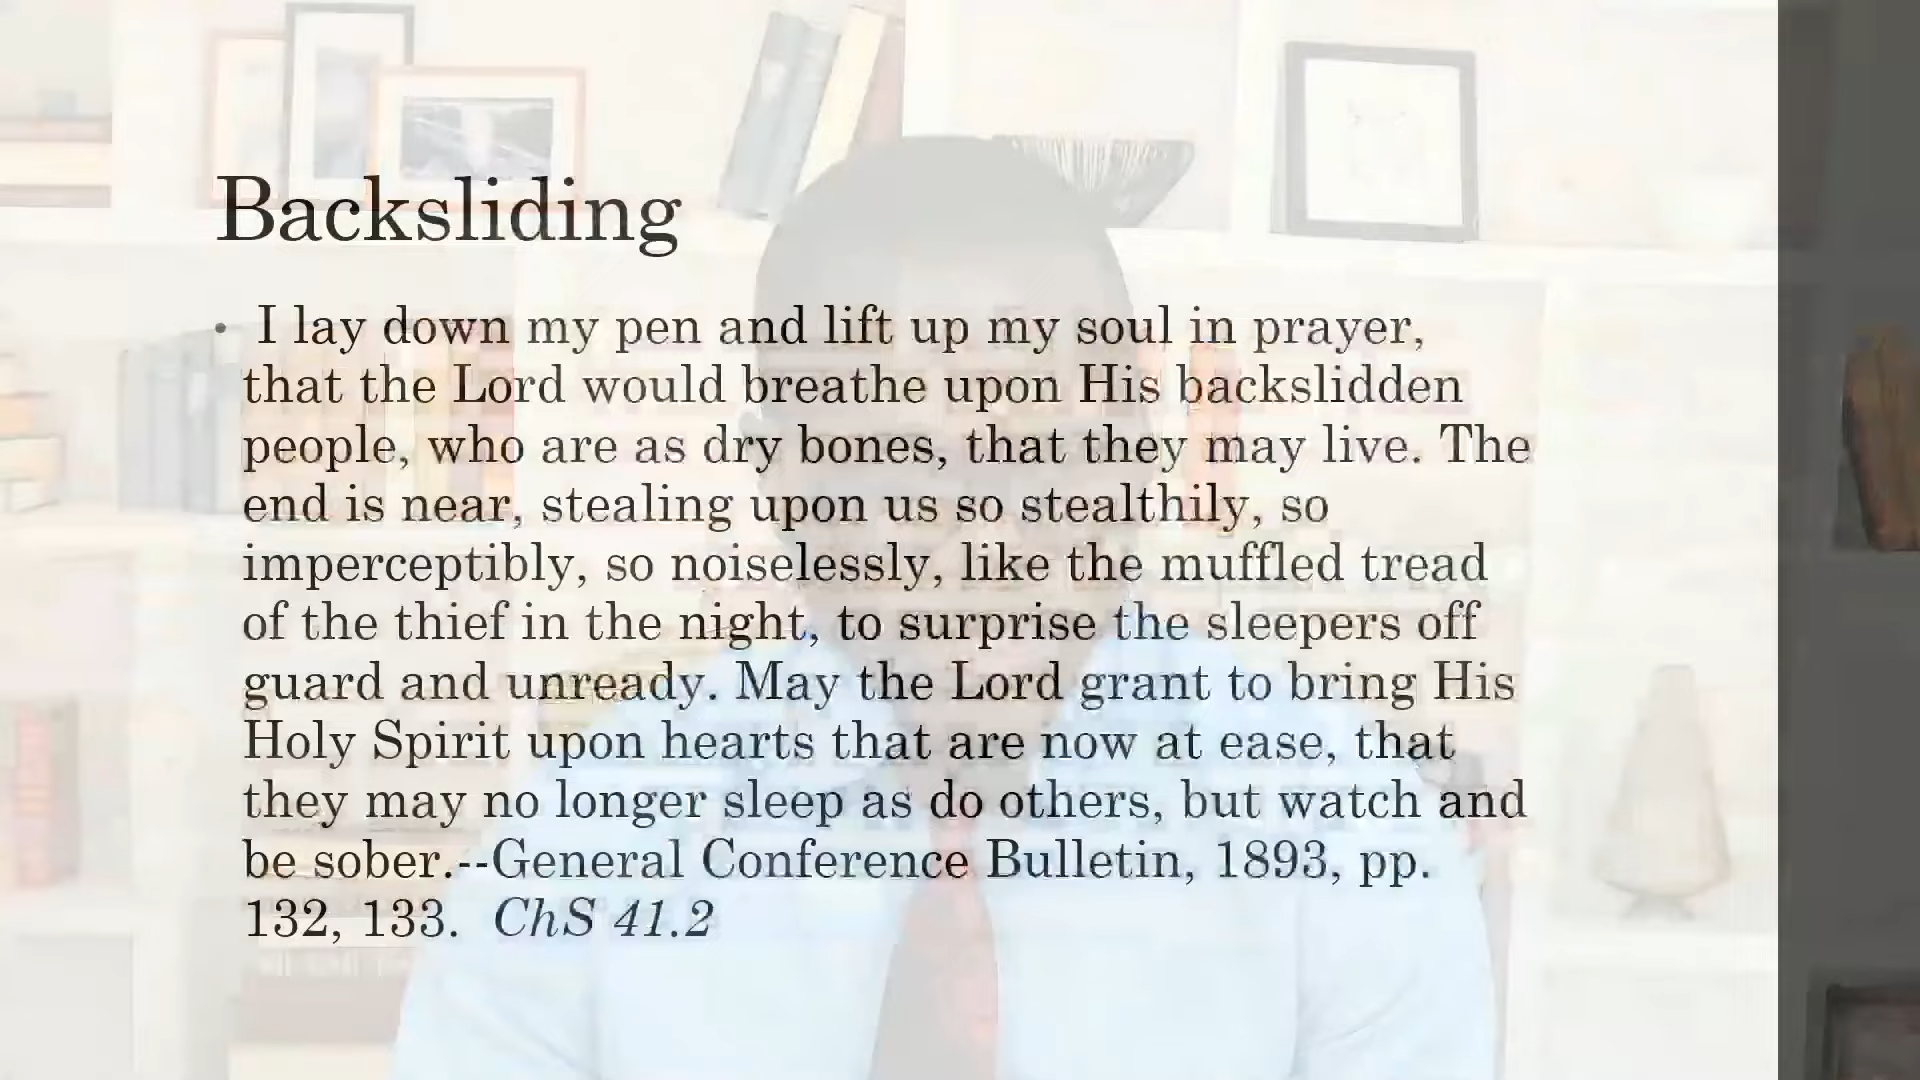 Backsliding
• I lay down my pen and lift up my soul in prayer,
that the Lord would breathe upon His backslidden
people, who are as dry bones, that they may live. The
end is near, stealing upon us so stealthily, so
imperceptibly, so noiselessly, like the muffled tread
of the thief in the night, to surprise the sleepers off
guard and unready. May the Lord grant to bring His
Holy Spirit upon hearts that are now at ease, that
they may no longer sleep as do others, but watch and
be sober.--General Conference Bulletin, 1893, pp.
132, 133.  ChS 41.2